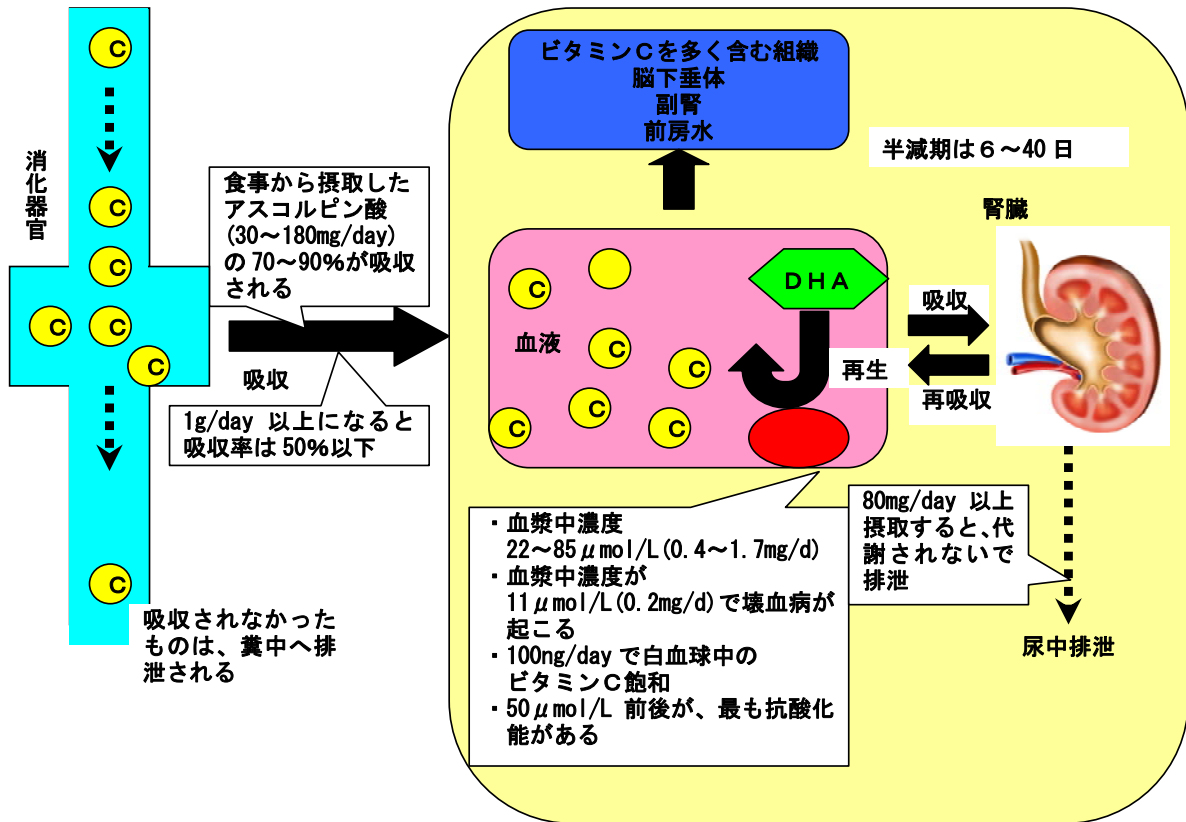 C
C
C
C
C
C
C
消化器官
食事から摂取した
アスコルピン酸
(30～180mg/day)
の 70～90%が吸収
される
吸収
1g/day 以上になると
吸収率は 50%以下
吸収されなかった
ものは、糞中へ排
泄される
ビタミンＣを多く含む組織
脳下垂体
副腎
前房水
半減期は６～40 日
腎臓
C
C
C
C
C
C
血液
ＤＨＡ
再生
吸収
再吸収
・血漿中濃度
22～85μmol/L(0.4～1.7mg/d)
・血漿中濃度が
11μmol/L(0.2mg/d)で壊血病が
起こる
・100ng/day で白血球中の
ビタミンＣ飽和
・50μmol/L 前後が、最も抗酸化
能がある
80mg/day 以上
摂取すると、代
謝されないで
排泄
尿中排泄